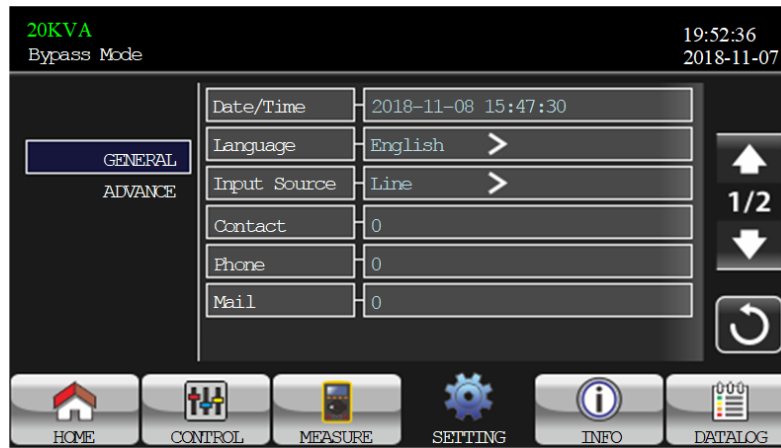 20KVA
Bypass Mode
19:52:36
2018-11-07
GENERAL
ADVANCE
Date/Time 2018-11-08 15:47:30
Language English >
Input Source Line >
Contact 0
Phone 0
Mail 0
1/2
HOME CONTROL MEASURE SETTING INFO DATALOG